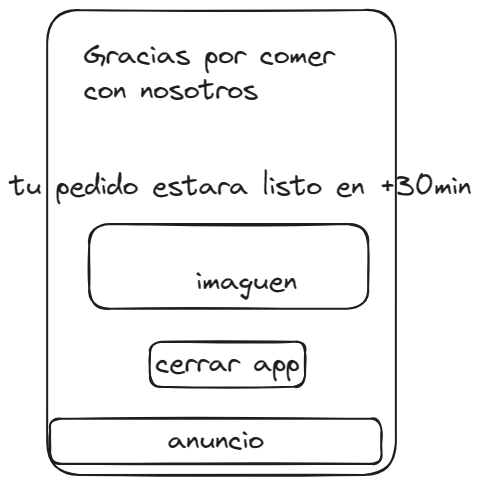 Gracias por comer
con nosotros
tu pedido estara listo en +30min
imaguen
cerrar app
anuncio